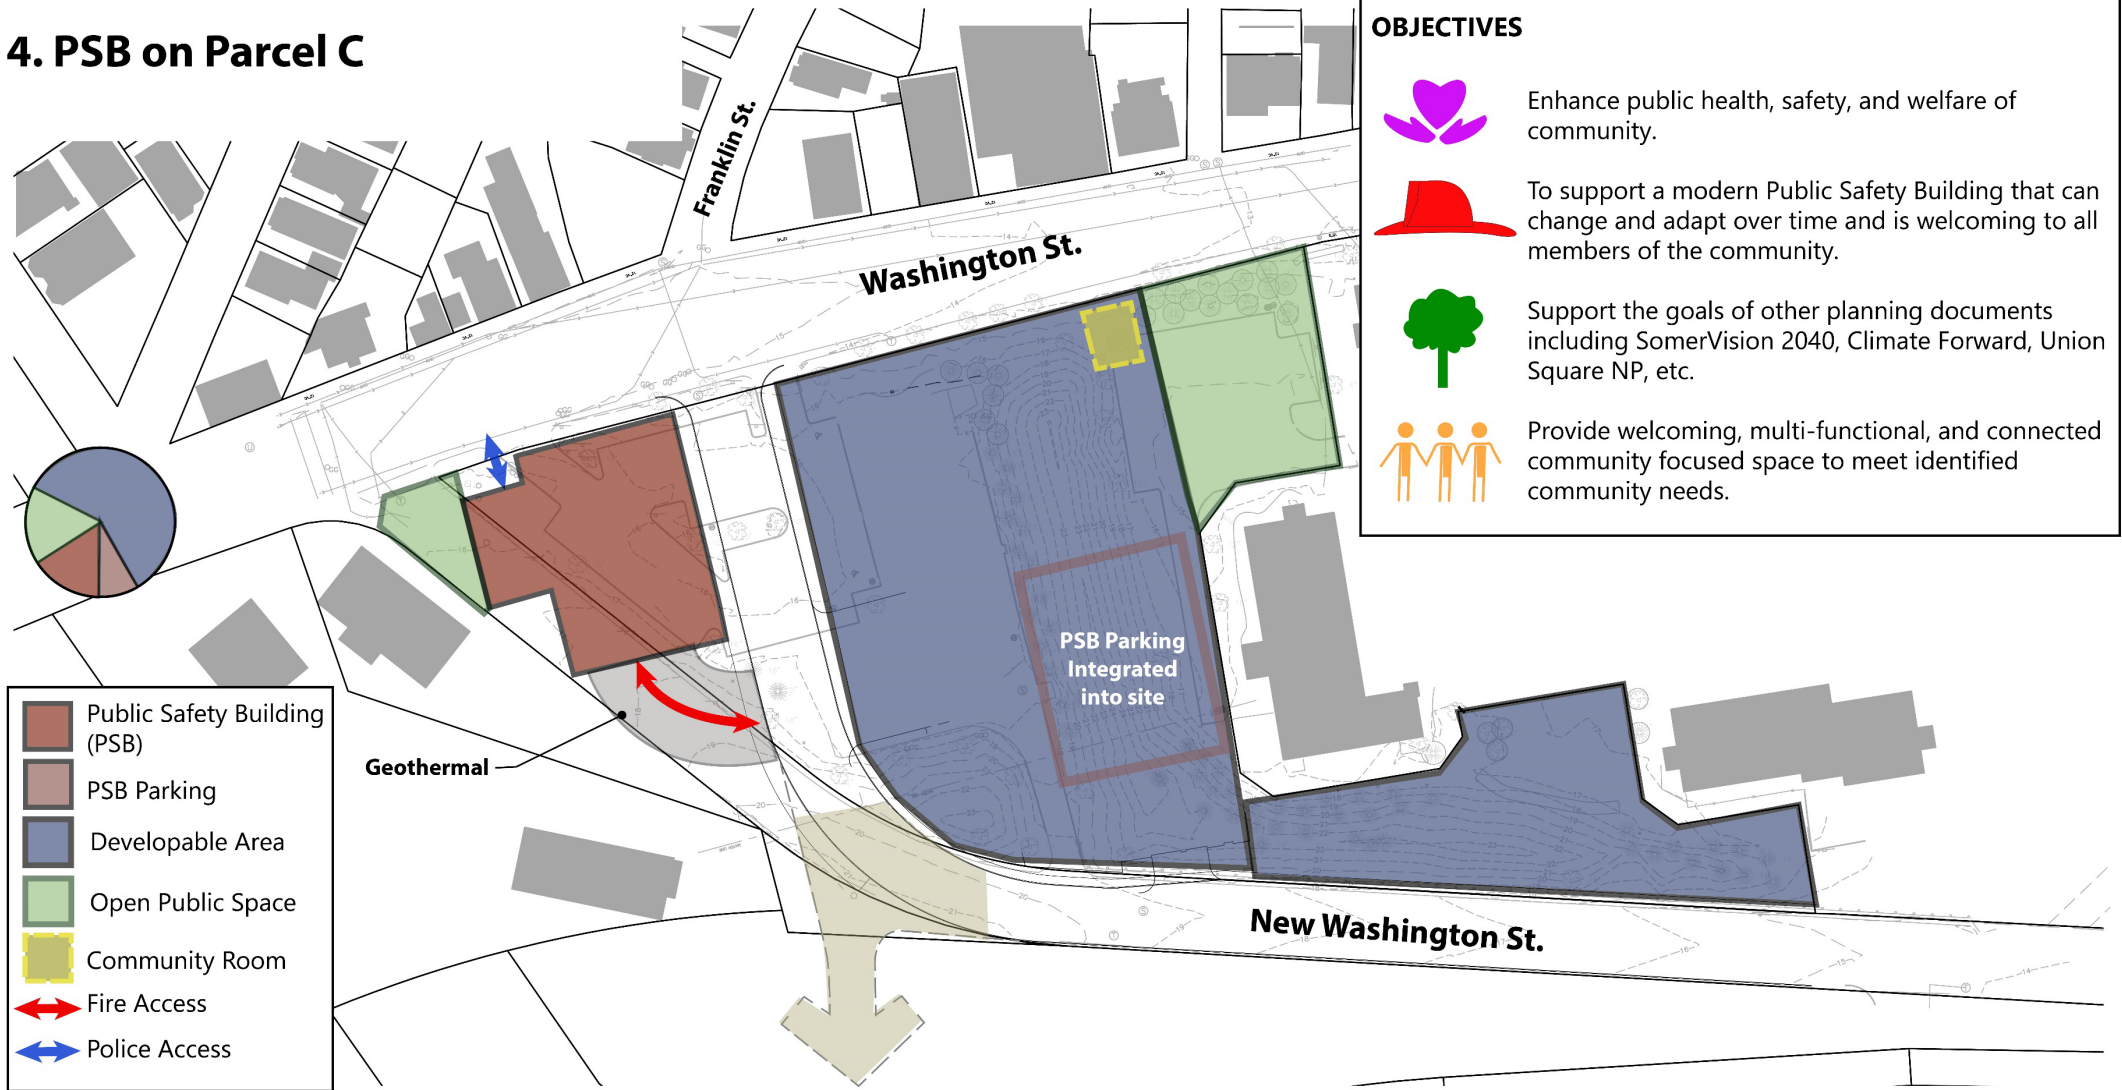 4. PSB on Parcel C
OBJECTIVES
Enhance public health, safety, and welfare of
community.
To support a modern Public Safety Building that can
change and adapt over time and is welcoming to all
members of the community.
Support the goals of other planning documents
including SomerVision 2040, Climate Forward, Union
Square NP, etc.
Provide welcoming, multi-functional, and connected
community focused space to meet identified
community needs.
Franklin St.
Washington St.
PSB Parking
Integrated
into site
Geothermal
New Washington St.
Public Safety Building
(PSB)
PSB Parking
Developable Area
Open Public Space
Community Room
Fire Access
Police Access